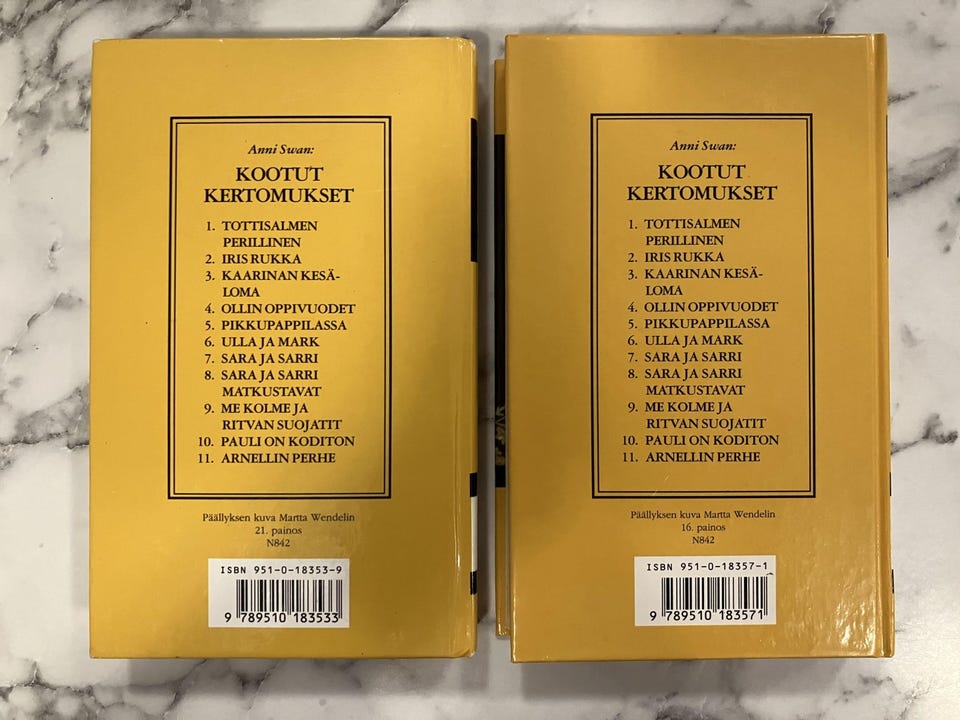 Anni Swan:
KOOTUT
KERTOMUKSET
1. TOTTISALMEN
PERILLINEN
2. IRIS RUKKA
3. KAARINAN KESÄ-
LOMA
4. OLLIN OPPIVUODET
5. PIKKUPAPPILASSA
6. ULLA JA MARK
7. SARA JA SARRI
8. SARA JA SARRI
MATKUSTAVAT
9. ME KOLME JA
RITVAN SUOJATIT
10. PAULI ON KODITON
11. ARNELLIN PERHE
Päällyksen kuva Martta Wendelin
21. painos
N842
ISBN 951-0-18353-9
9 789510 183533
Anni Swan:
KOOTUT
KERTOMUKSET
1. TOTTISALMEN
PERILLINEN
2. IRIS RUKKA
3. KAARINAN KESÄ-
LOMA
4. OLLIN OPPIVUODET
5. PIKKUPAPPILASSA
6. ULLA JA MARK
7. SARA JA SARRI
8. SARA JA SARRI
MATKUSTAVAT
9. ME KOLME JA
RITVAN SUOJATIT
10. PAULI ON KODITON
11. ARNELLIN PERHE
Päällyksen kuva Martta Wendelin
16. painos
N842
ISBN 951-0-18357-1
9 789510 183571